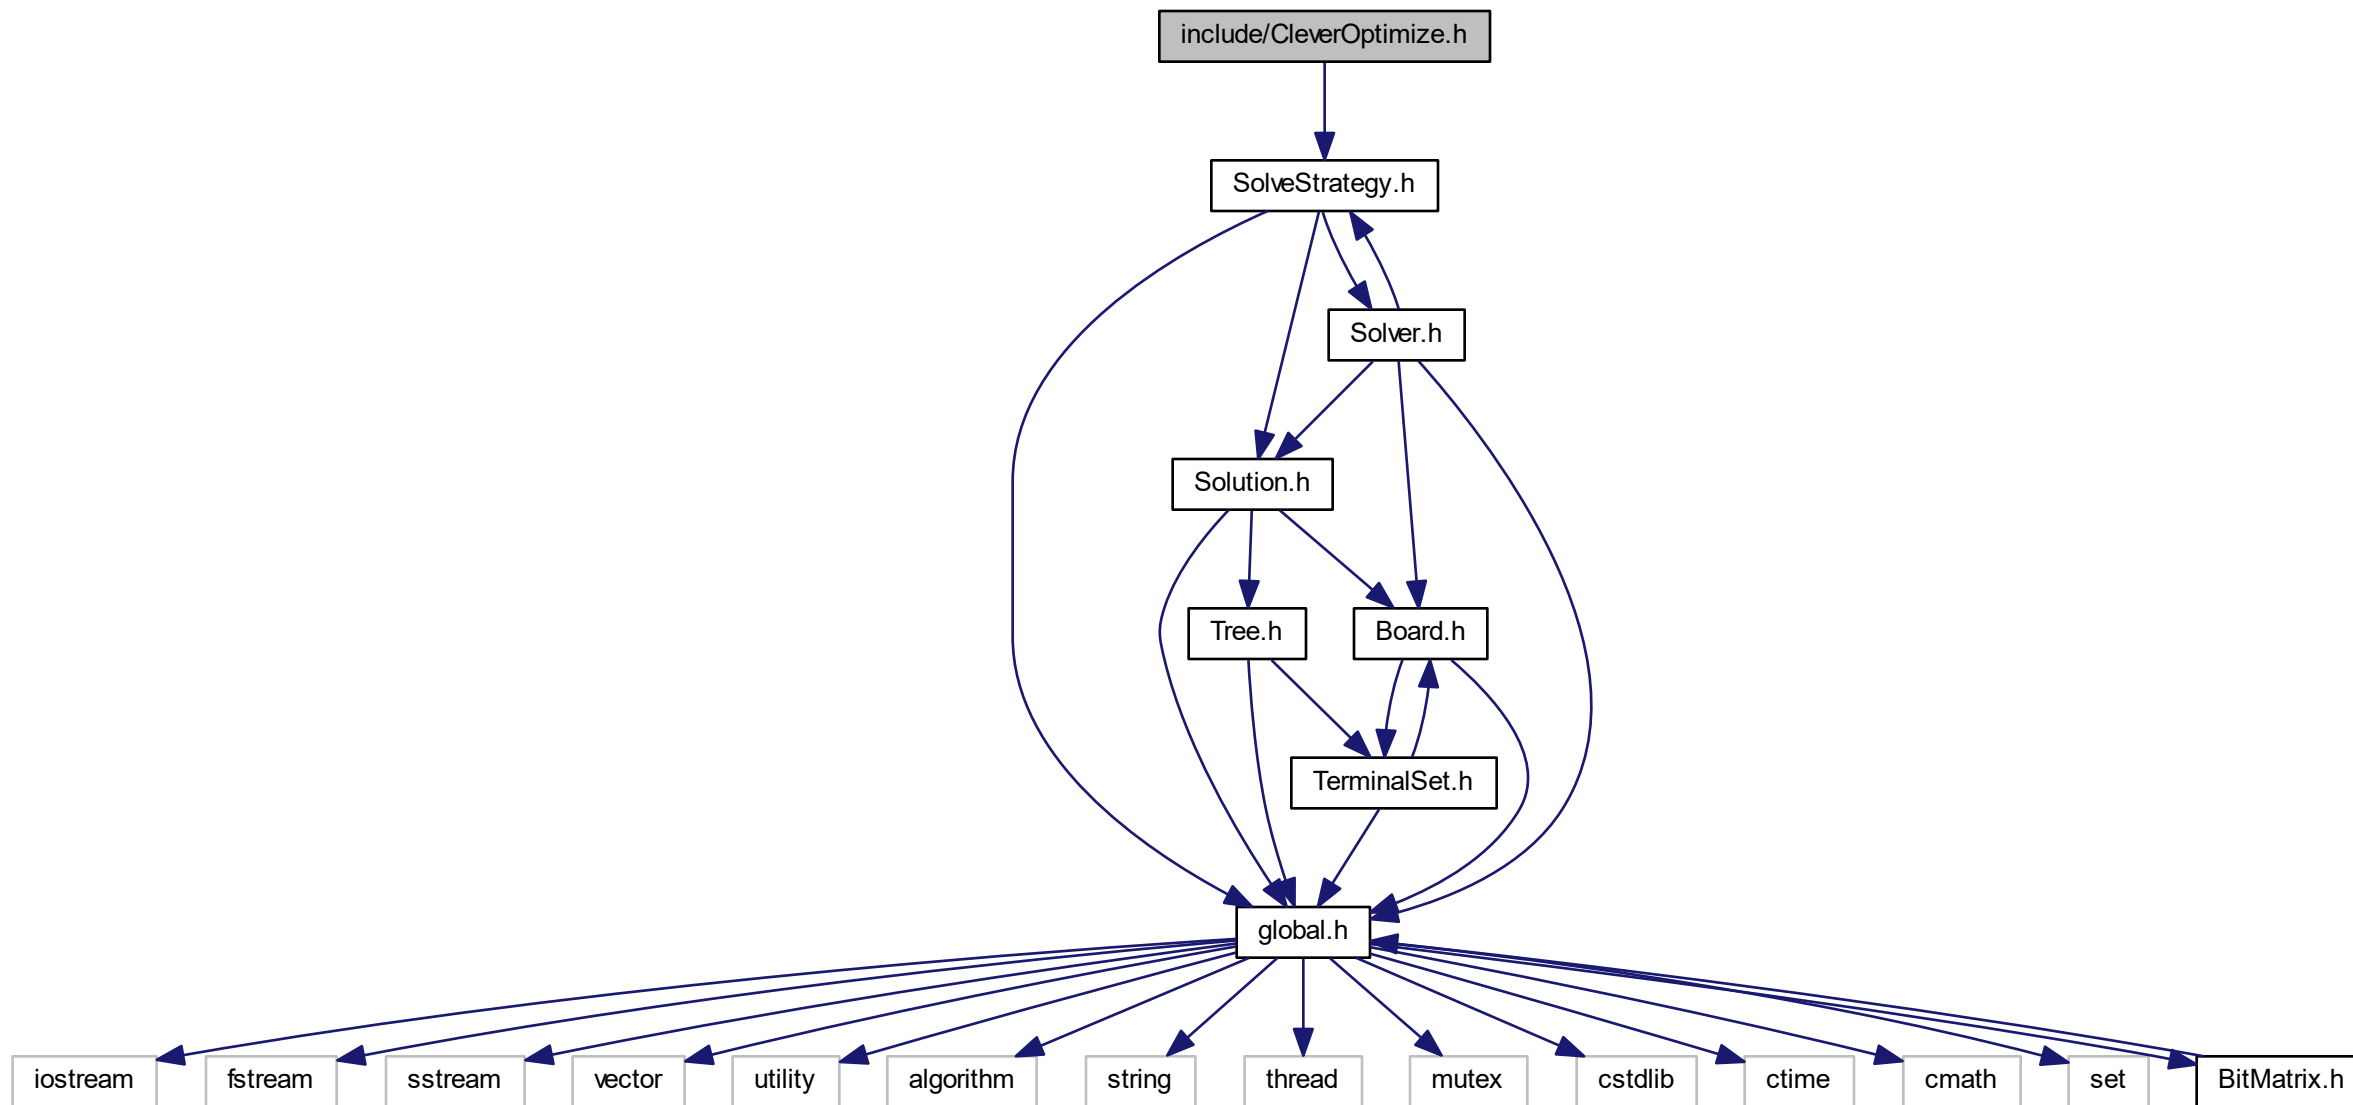 include/CleverOptimize.h
SolveStrategy.h
Solver.h
Solution.h
Tree.h
Board.h
TerminalSet.h
global.h
iostream
fstream
sstream
vector
utility
algorithm
string
thread
mutex
cstdlib
ctime
cmath
set
BitMatrix.h